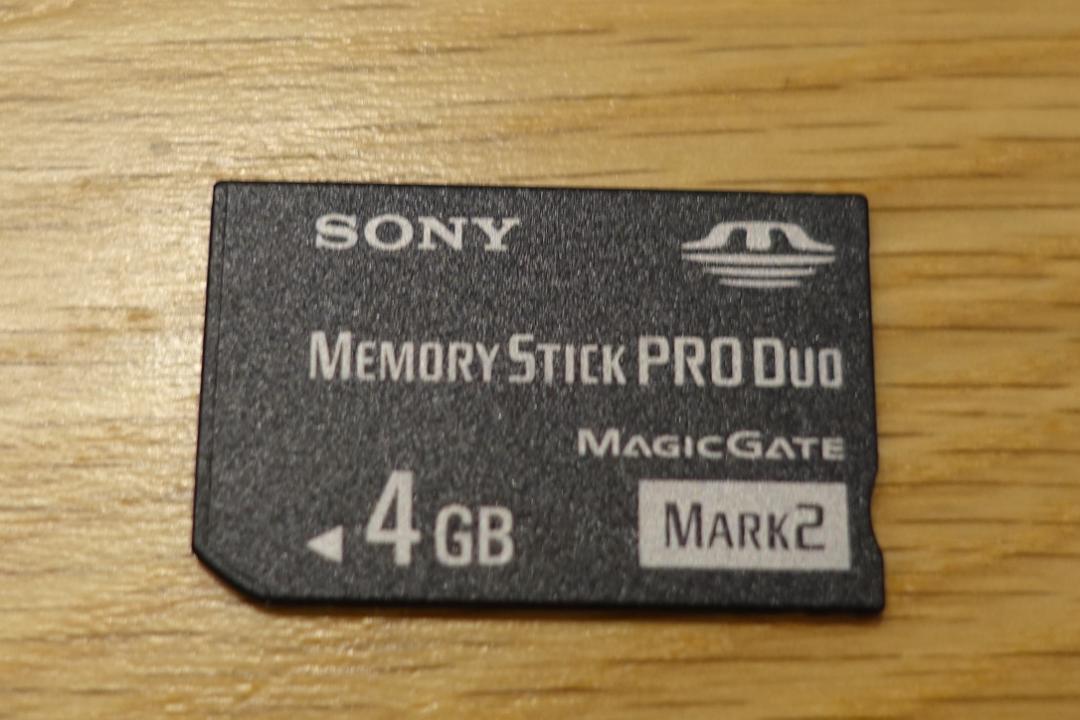 SONY
MEMORY STICK PRO DUO
MAGICGATE
4 GB
MARK2